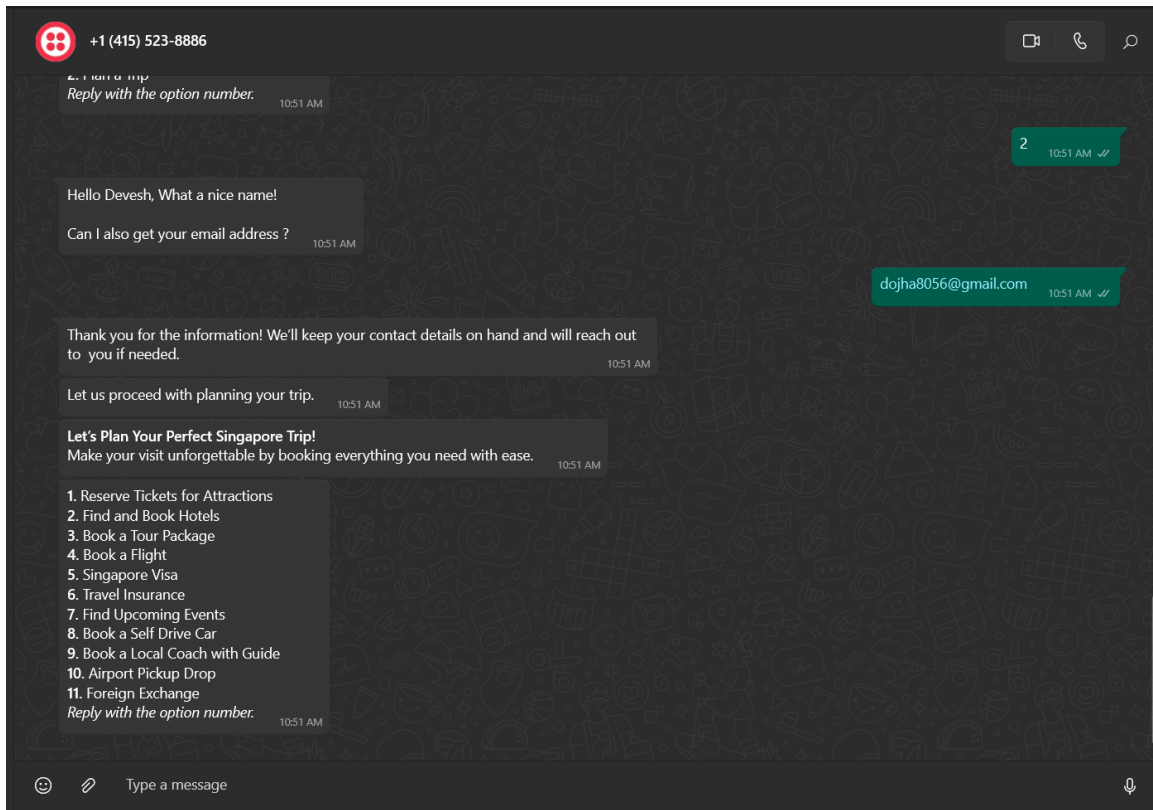 +1 (415) 523-8886
2. Plan a Trip
Reply with the option number.
10:51 AM
2
10:51 AM
Hello Devesh, What a nice name!
Can I also get your email address ?
10:51 AM
dojha8056@gmail.com
10:51 AM
Thank you for the information! We'll keep your contact details on hand and will reach out
to  you if needed.
10:51 AM
Let us proceed with planning your trip.
10:51 AM
Let's Plan Your Perfect Singapore Trip!
Make your visit unforgettable by booking everything you need with ease.
10:51 AM
1. Reserve Tickets for Attractions
2. Find and Book Hotels
3. Book a Tour Package
4. Book a Flight
5. Singapore Visa
6. Travel Insurance
7. Find Upcoming Events
8. Book a Self Drive Car
9. Book a Local Coach with Guide
10. Airport Pickup Drop
11. Foreign Exchange
Reply with the option number.
10:51 AM
Type a message